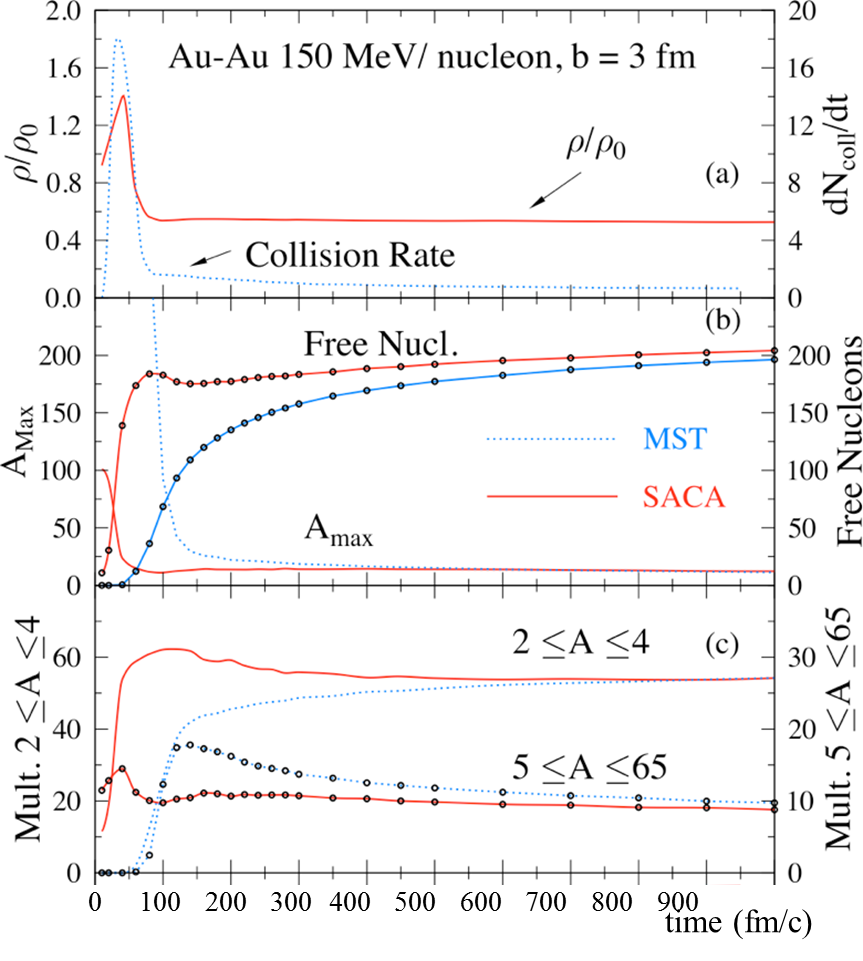 2.0
1.6
1.2
0.8
0.4
0.0
ρ/ρ0
Au-Au 150 MeV/ nucleon, b = 3 fm
ρ/ρ0
(a)
Collision Rate
20
16
12
8
4
0
dNcoll/dt
200
150
100
50
0
AMax
Free Nucl.
(b)
MST
SACA
Amax
200
150
100
50
0
Free Nucleons
60
40
20
0
Mult. 2 ≤A ≤4
2 ≤A ≤4
(c)
5 ≤A ≤65
30
20
10
0
Mult. 5 ≤A ≤65
0 100 200 300 400 500 600 700 800 900
time (fm/c)